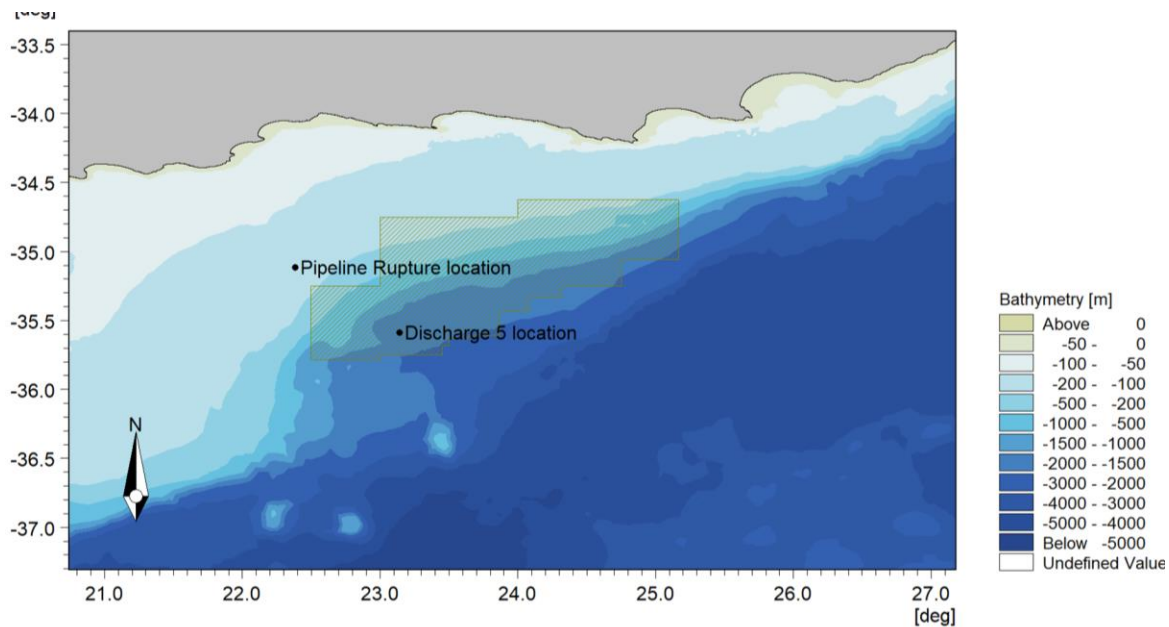 [deg]
-33.5
-34.0
-34.5
-35.0
-35.5
-36.0
-36.5
-37.0
Pipeline Rupture location
Discharge 5 location
N
21.0 22.0 23.0 24.0 25.0 26.0 27.0
[deg]
Bathymetry [m]
Above 0
-50 - 0
-100 - -50
-200 - -100
-500 - -200
-1000 - -500
-1500 - -1000
-2000 - -1500
-3000 - -2000
-4000 - -3000
-5000 - -4000
Below -5000
Undefined Value